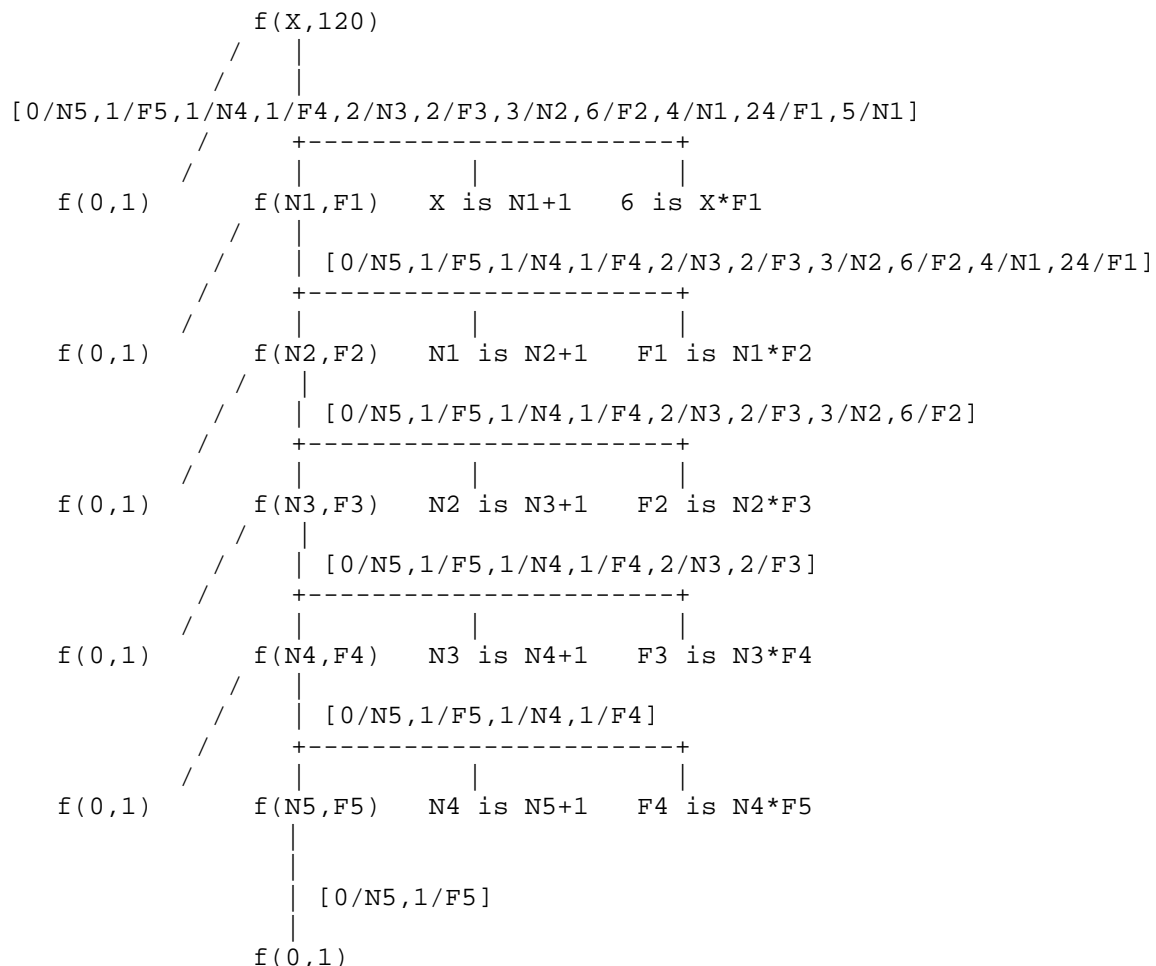 f(X,120)
[0/N5,1/F5,1/N4,1/F4,2/N3,2/F3,3/N2,6/F2,4/N1,24/F1,5/N1]
f(0,1) f(N1,F1) X is N1+1 6 is X*F1
[0/N5,1/F5,1/N4,1/F4,2/N3,2/F3,3/N2,6/F2,4/N1,24/F1]
f(0,1) f(N2,F2) N1 is N2+1 F1 is N1*F2
[0/N5,1/F5,1/N4,1/F4,2/N3,2/F3,3/N2,6/F2]
f(0,1) f(N3,F3) N2 is N3+1 F2 is N2*F3
[0/N5,1/F5,1/N4,1/F4,2/N3,2/F3]
f(0,1) f(N4,F4) N3 is N4+1 F3 is N3*F4
[0/N5,1/F5,1/N4,1/F4]
f(0,1) f(N5,F5) N4 is N5+1 F4 is N4*F5
[0/N5,1/F5]
f(0,1)